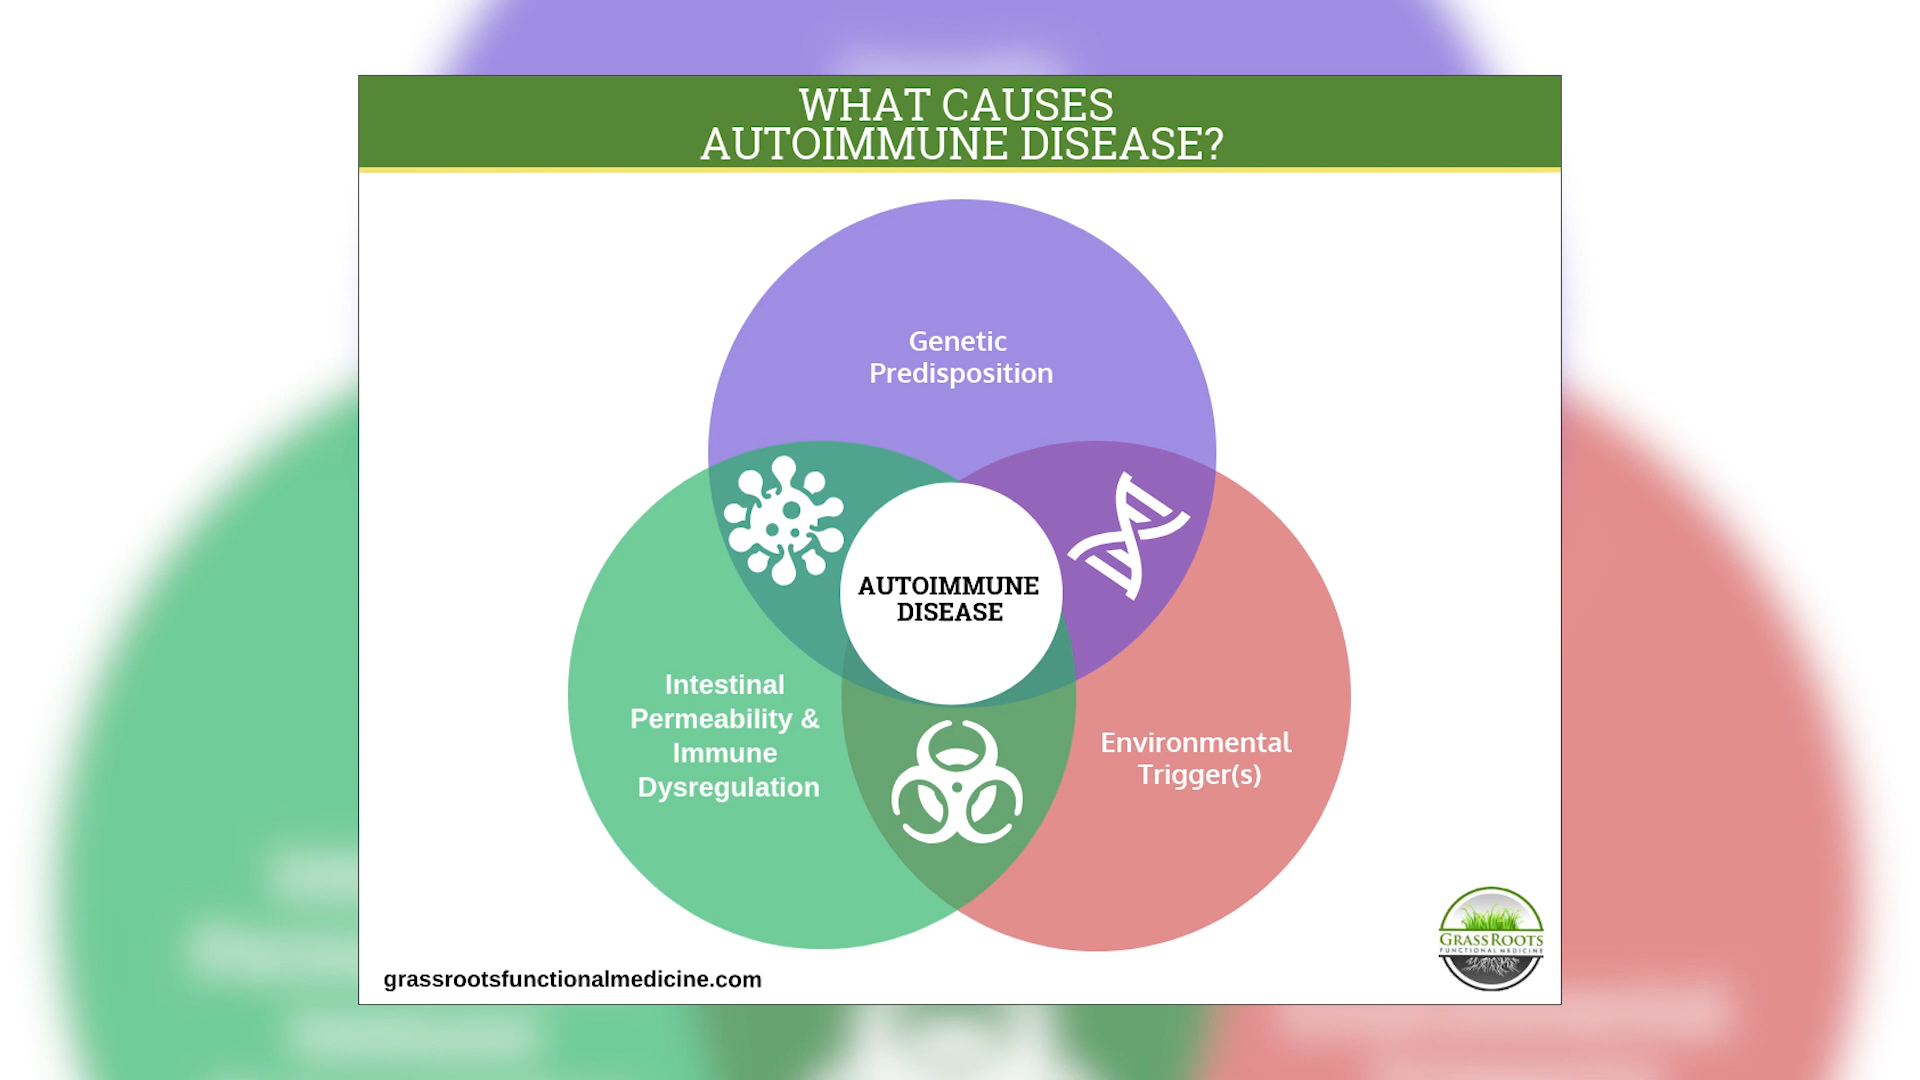 WHAT CAUSES
AUTOIMMUNE DISEASE?
Genetic
Predisposition
AUTOIMMUNE
DISEASE
Intestinal
Permeability &
Immune
Dysregulation
Environmental
Trigger(s)
GRASSROOTS
FUNCTIONAL MEDICINE
grassrootsfunctionalmedicine.com